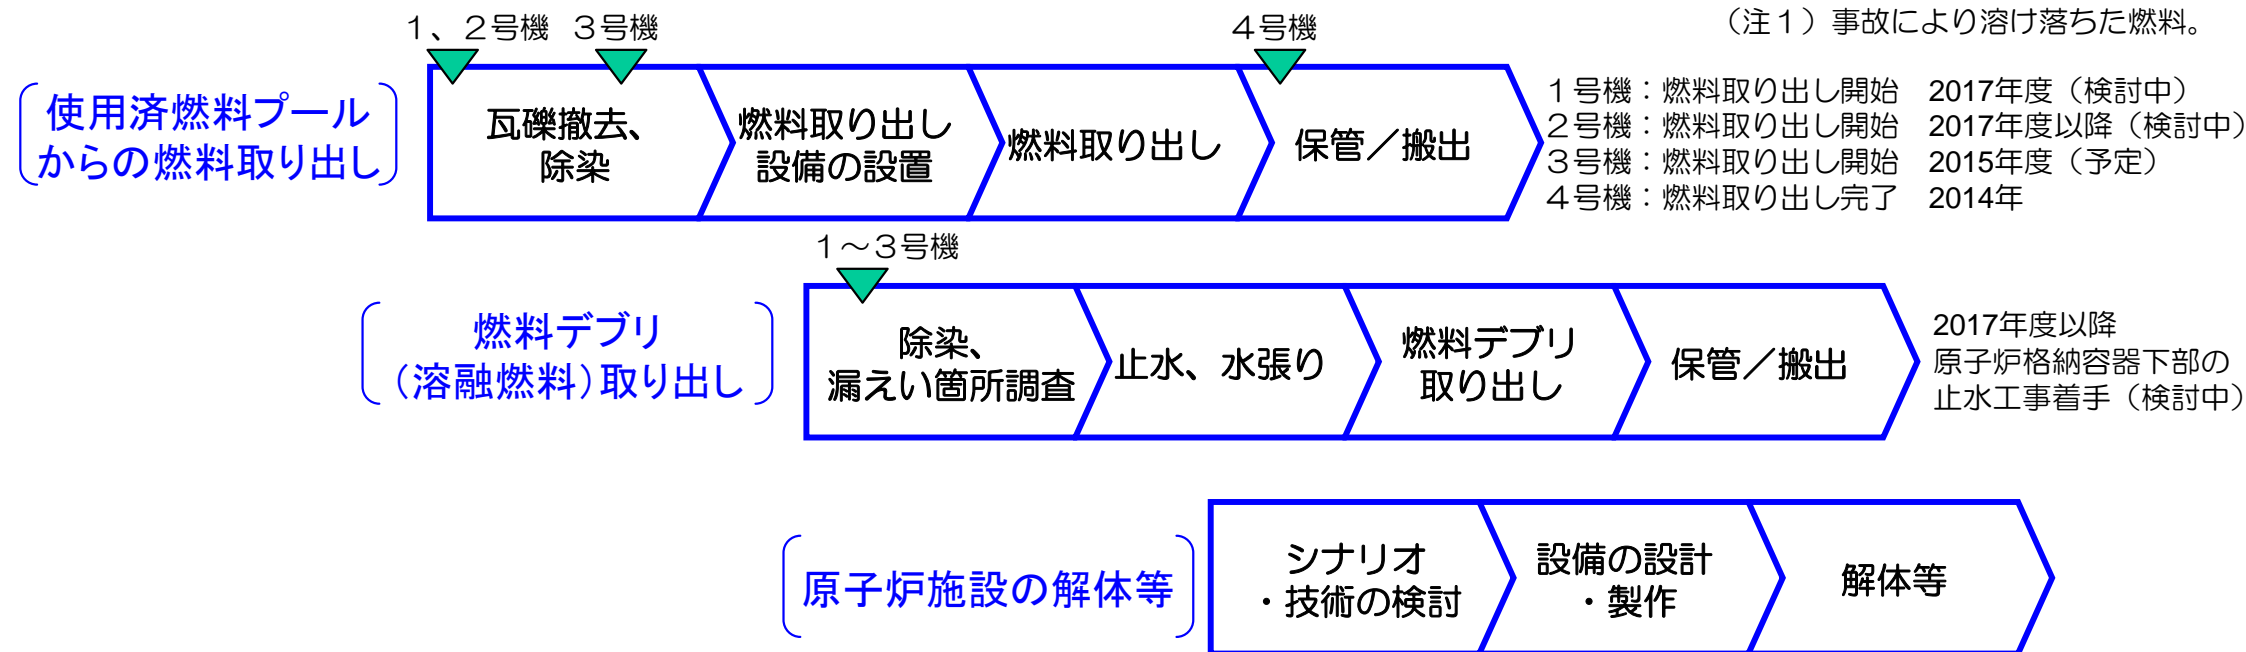 （注１）事故により溶け落ちた燃料。
１、２号機
３号機
４号機
使用済燃料プール
からの燃料取り出し
瓦礫撤去、
除染
燃料取り出し
設備の設置
燃料取り出し
保管／搬出
１号機：燃料取り出し開始　2017年度（検討中）
２号機：燃料取り出し開始　2017年度以降（検討中）
３号機：燃料取り出し開始　2015年度（予定）
４号機：燃料取り出し完了　2014年
１～３号機
燃料デブリ
（溶融燃料）取り出し
除染、
漏えい箇所調査
止水、水張り
燃料デブリ
取り出し
保管／搬出
2017年度以降
原子炉格納容器下部の
止水工事着手（検討中）
原子炉施設の解体等
シナリオ
・技術の検討
設備の設計
・製作
解体等